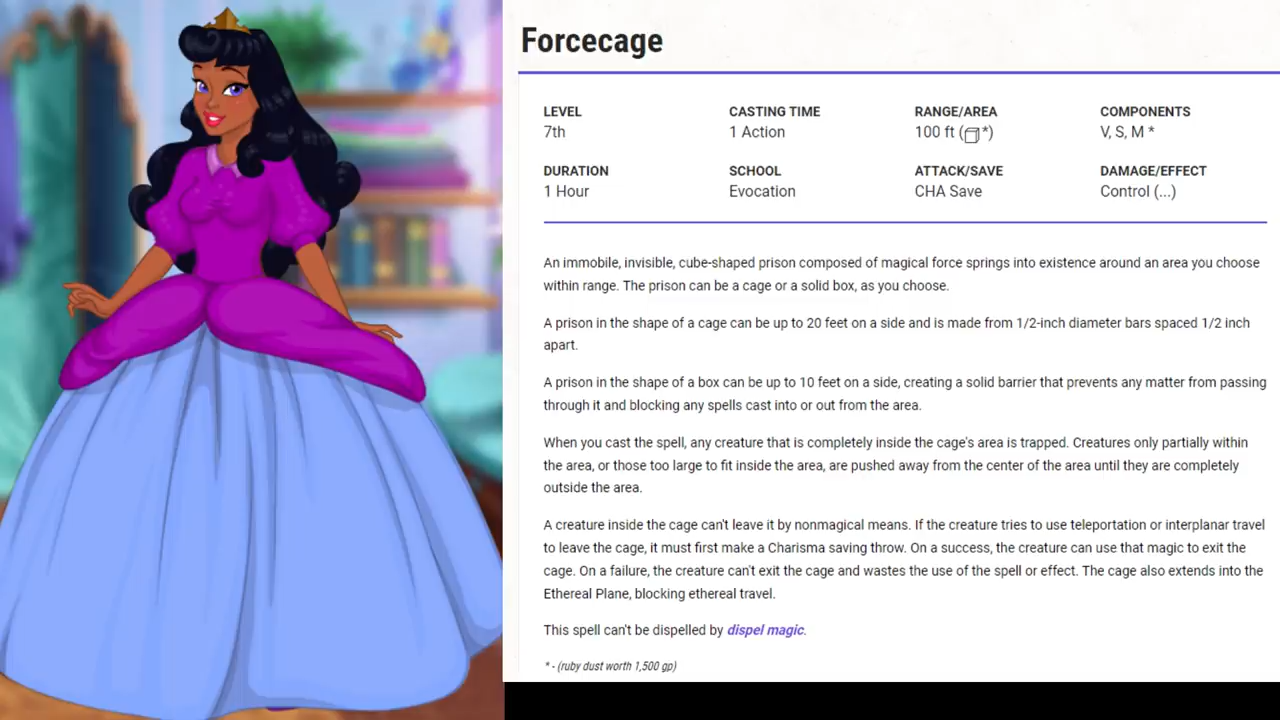 Forcecage
LEVEL
7th
CASTING TIME
1 Action
RANGE/AREA
100 ft ( *)
COMPONENTS
V, S, M *
DURATION
1 Hour
SCHOOL
Evocation
ATTACK/SAVE
CHA Save
DAMAGE/EFFECT
Control (...)
An immobile, invisible, cube-shaped prison composed of magical force springs into existence around an area you choose
within range. The prison can be a cage or a solid box, as you choose.
A prison in the shape of a cage can be up to 20 feet on a side and is made from 1/2-inch diameter bars spaced 1/2 inch
apart.
A prison in the shape of a box can be up to 10 feet on a side, creating a solid barrier that prevents any matter from passing
through it and blocking any spells cast into or out from the area.
When you cast the spell, any creature that is completely inside the cage's area is trapped. Creatures only partially within
the area, or those too large to fit inside the area, are pushed away from the center of the area until they are completely
outside the area.
A creature inside the cage can't leave it by nonmagical means. If the creature tries to use teleportation or interplanar travel
to leave the cage, it must first make a Charisma saving throw. On a success, the creature can use that magic to exit the
cage. On a failure, the creature can't exit the cage and wastes the use of the spell or effect. The cage also extends into the
Ethereal Plane, blocking ethereal travel.
This spell can't be dispelled by dispel magic.
* - (ruby dust worth 1,500 gp)